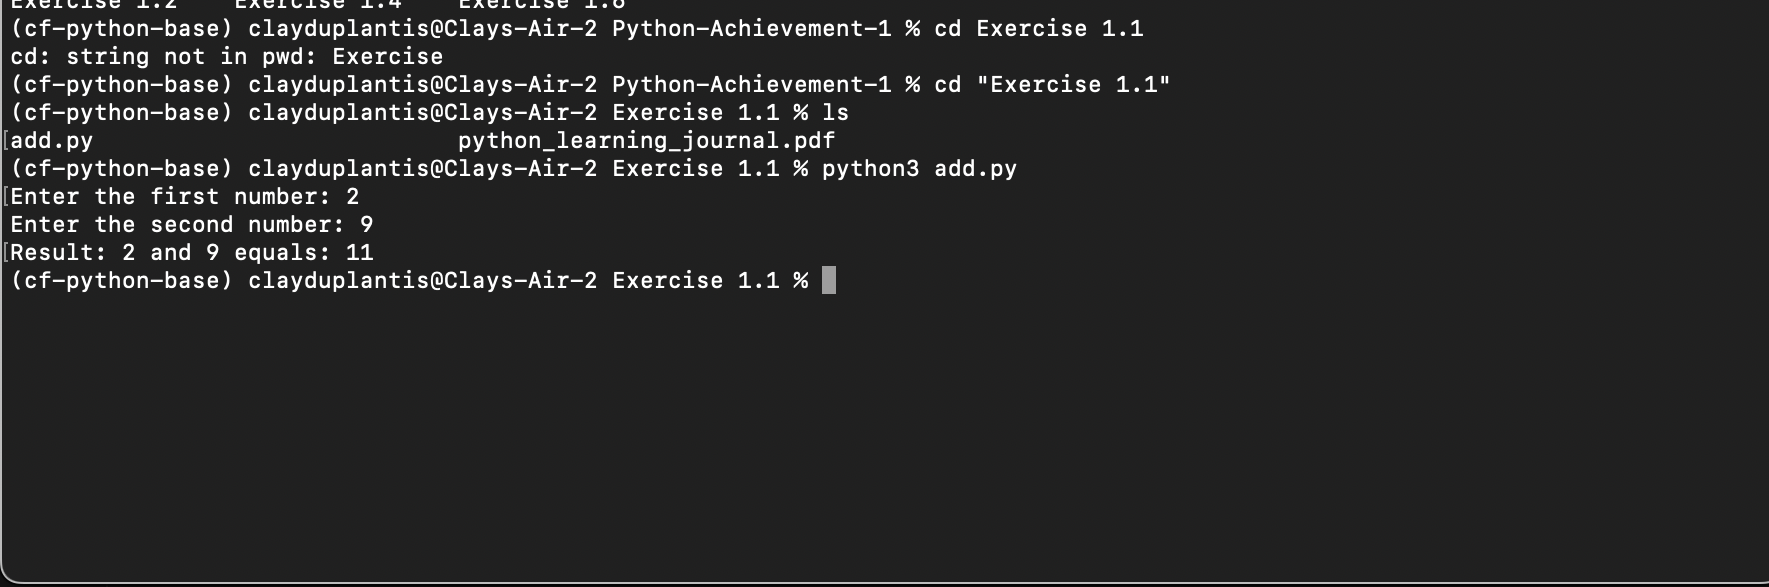 Exercise 1.2    Exercise 1.4    Exercise 1.6
(cf-python-base) clayduplantis@Clays-Air-2 Python-Achievement-1 % cd Exercise 1.1
cd: string not in pwd: Exercise
(cf-python-base) clayduplantis@Clays-Air-2 Python-Achievement-1 % cd "Exercise 1.1"
(cf-python-base) clayduplantis@Clays-Air-2 Exercise 1.1 % ls
add.py                          python_learning_journal.pdf
(cf-python-base) clayduplantis@Clays-Air-2 Exercise 1.1 % python3 add.py
Enter the first number: 2
Enter the second number: 9
Result: 2 and 9 equals: 11
(cf-python-base) clayduplantis@Clays-Air-2 Exercise 1.1 %